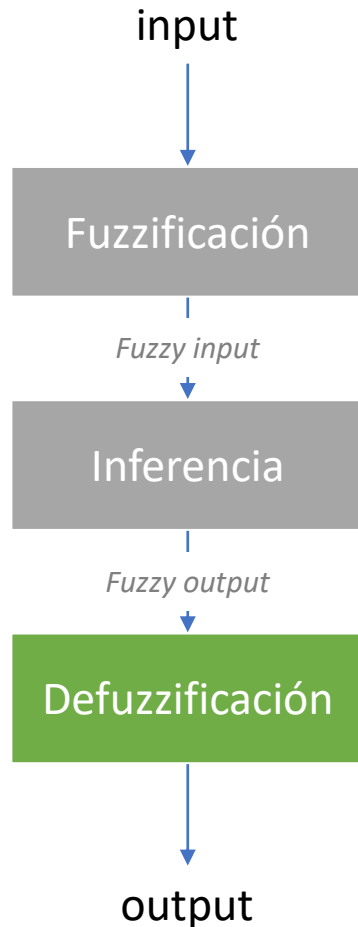 input
Fuzzificación
Fuzzy input
Inferencia
Fuzzy output
Defuzzificación
output